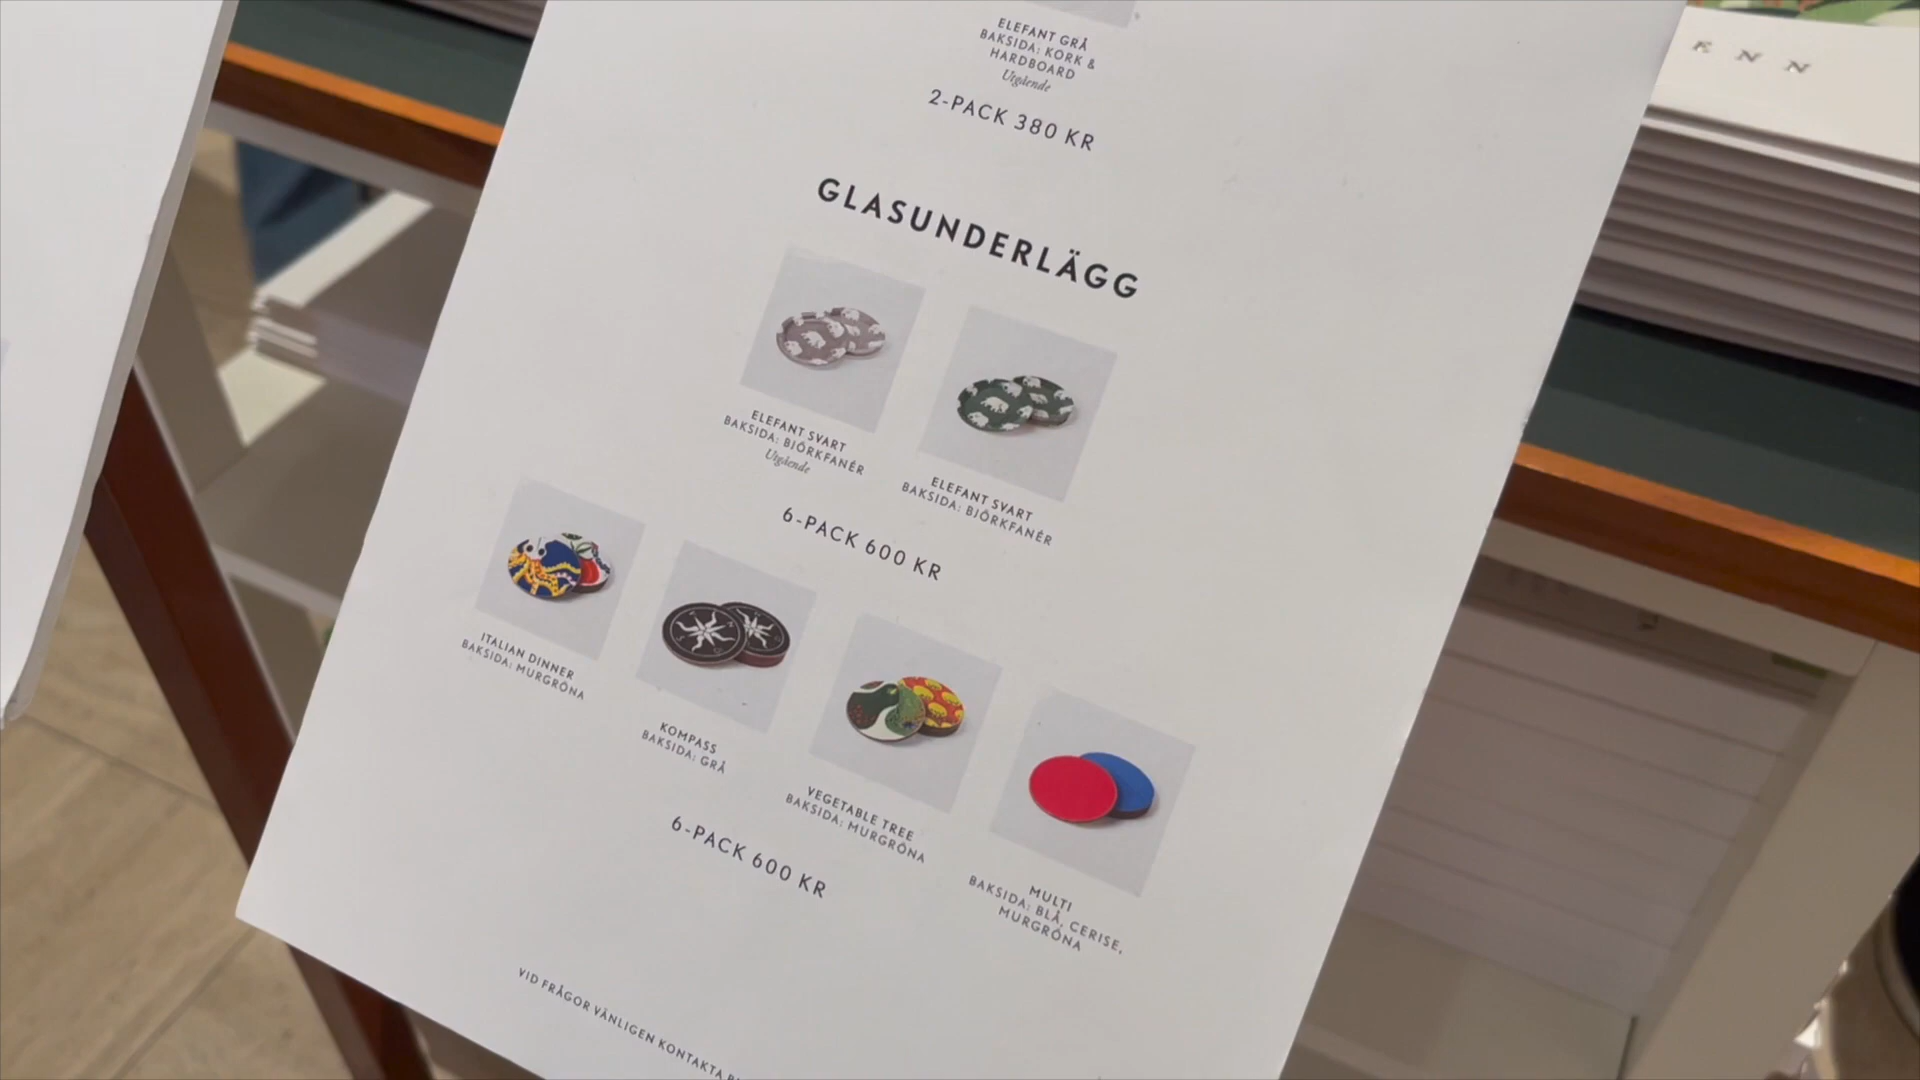 ELEFANT GRÅ
BAKSIDA: KORK &
HARDBOARD
Utgående
2-PACK 380 KR
ENN
GLASUNDERLÄGG
ELEFANT SVART
BAKSIDA: BJÖRKFANÉR
Utgående
ELEFANT SVART
BAKSIDA: BJÖRKFANÉR
6-PACK 600 KR
ITALIAN DINNER
BAKSIDA: MURGRÖNA
KOMPASS
BAKSIDA: GRÅ
VEGETABLE TREE
BAKSIDA: MURGRÖNA
MULTI
BAKSIDA: BLÅ, CERISE,
MURGRÖNA
6-PACK 600 KR
VID FRÅGOR VÄNLIGEN KONTAKTA